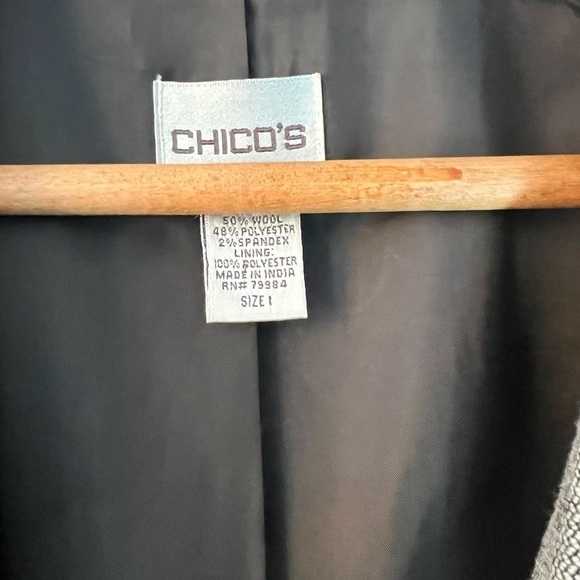 CHICO'S
50% WOOL
48% POLYESTER
2% SPANDEX
LINING:
100% POLYESTER
MADE IN INDIA
RN# 79984
SIZE 1